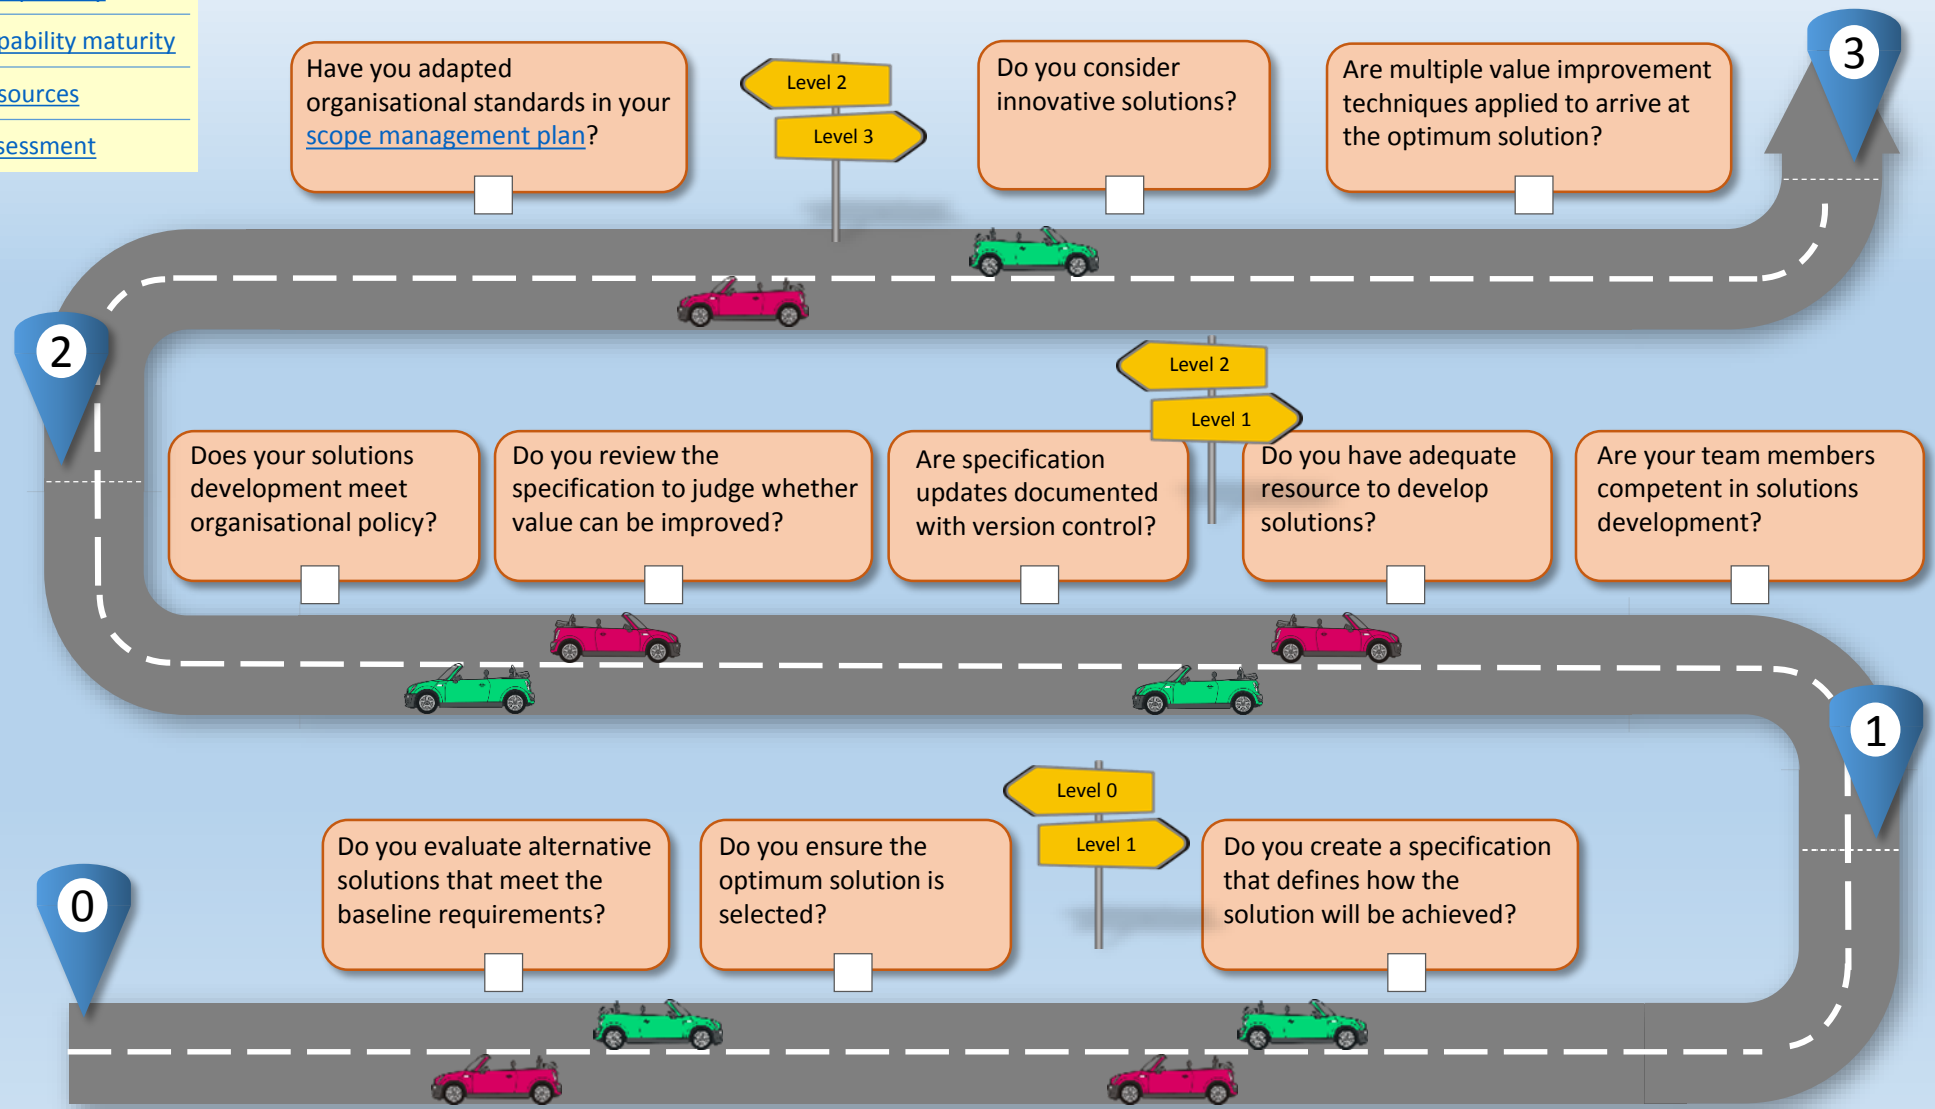 pability maturity
sources
sessment
Have you adapted
organisational standards in your
scope management plan?
Level 2
Level 3
Do you consider
innovative solutions?
Are multiple value improvement
techniques applied to arrive at
the optimum solution?
3
2
Level 2
Level 1
Does your solutions
development meet
organisational policy?
Do you review the
specification to judge whether
value can be improved?
Are specification
updates documented
with version control?
Do you have adequate
resource to develop
solutions?
Are your team members
competent in solutions
development?
1
Level 0
Level 1
0
Do you evaluate alternative
solutions that meet the
baseline requirements?
Do you ensure the
optimum solution is
selected?
Do you create a specification
that defines how the
solution will be achieved?